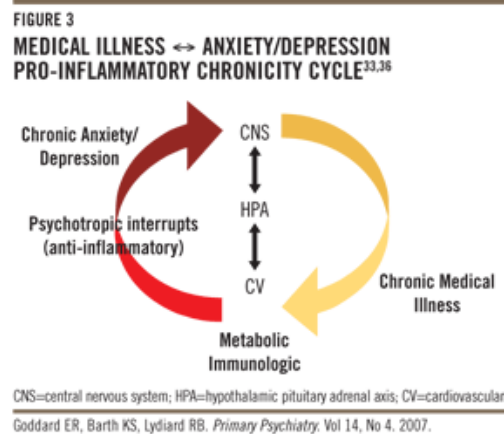 FIGURE 3
MEDICAL ILLNESS ↔ ANXIETY/DEPRESSION
PRO-INFLAMMATORY CHRONICITY CYCLE33,36
Chronic Anxiety/
Depression
CNS
Psychotropic interrupts
(anti-inflammatory)
HPA
CV
Chronic Medical
Illness
Metabolic
Immunologic
CNS=central nervous system; HPA=hypothalamic pituitary adrenal axis; CV=cardiovascular
Goddard ER, Barth KS, Lydiard RB. Primary Psychiatry. Vol 14, No 4. 2007.